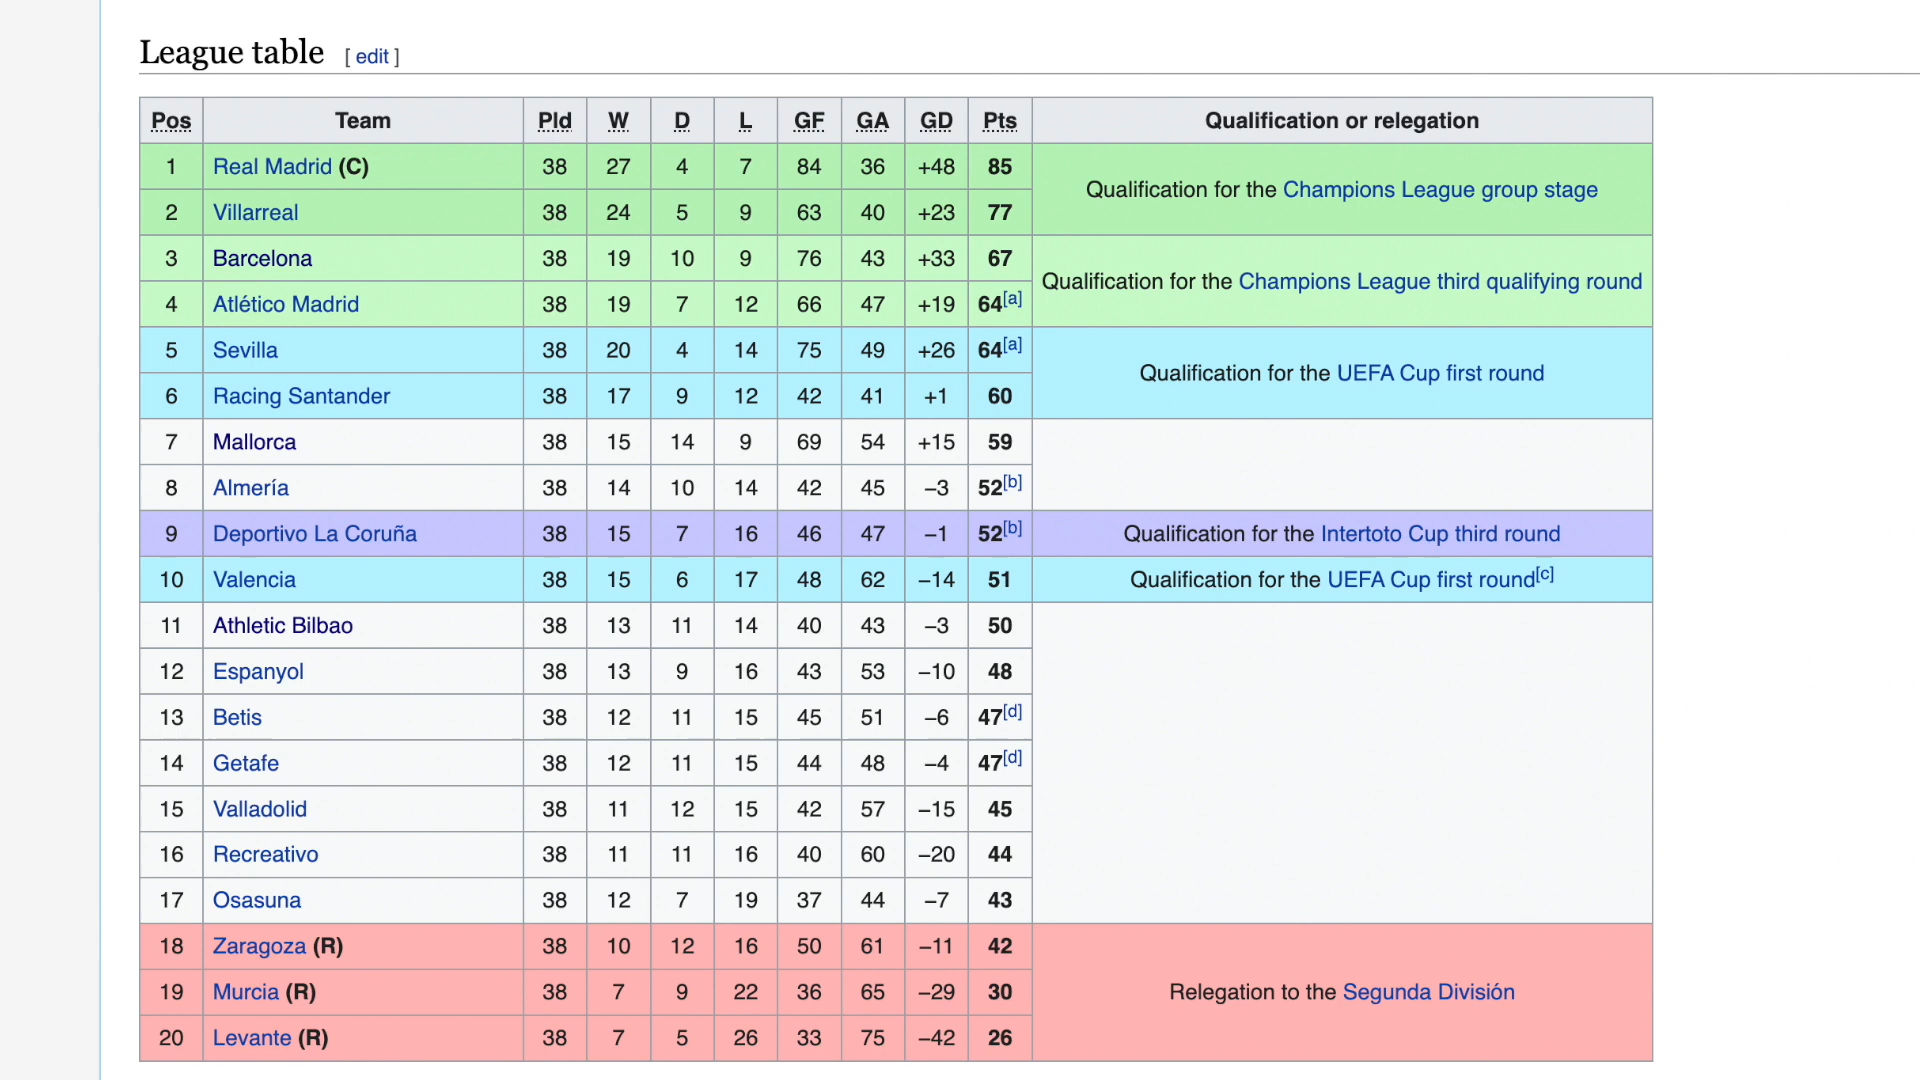 League table [ edit ]
Pos Team Pld W D L GF GA GD Pts Qualification or relegation
1 Real Madrid (C) 38 27 4 7 84 36 +48 85
Qualification for the Champions League group stage
2 Villarreal 38 24 5 9 63 40 +23 77
3 Barcelona 38 19 10 9 76 43 +33 67
Qualification for the Champions League third qualifying round
4 Atlético Madrid 38 19 7 12 66 47 +19 64[a]
5 Sevilla 38 20 4 14 75 49 +26 64[a]
Qualification for the UEFA Cup first round
6 Racing Santander 38 17 9 12 42 41 +1 60
7 Mallorca 38 15 14 9 69 54 +15 59
8 Almería 38 14 10 14 42 45 −3 52[b]
9 Deportivo La Coruña 38 15 7 16 46 47 −1 52[b] Qualification for the Intertoto Cup third round
10 Valencia 38 15 6 17 48 62 −14 51 Qualification for the UEFA Cup first round[c]
11 Athletic Bilbao 38 13 11 14 40 43 −3 50
12 Espanyol 38 13 9 16 43 53 −10 48
13 Betis 38 12 11 15 45 51 −6 47[d]
14 Getafe 38 12 11 15 44 48 −4 47[d]
15 Valladolid 38 11 12 15 42 57 −15 45
16 Recreativo 38 11 11 16 40 60 −20 44
17 Osasuna 38 12 7 19 37 44 −7 43
18 Zaragoza (R) 38 10 12 16 50 61 −11 42
19 Murcia (R) 38 7 9 22 36 65 −29 30 Relegation to the Segunda División
20 Levante (R) 38 7 5 26 33 75 −42 26